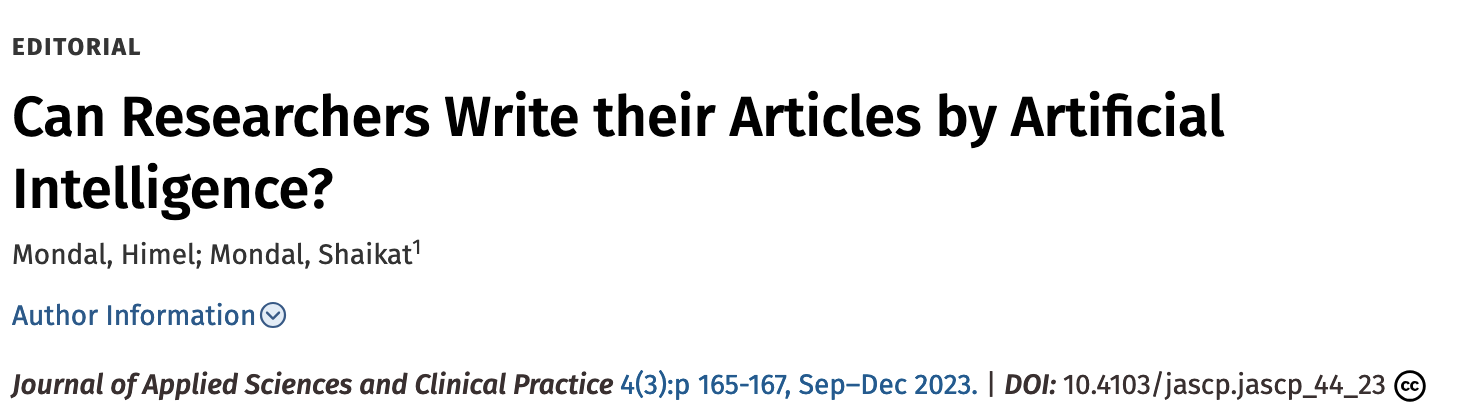 EDITORIAL
Can Researchers Write their Articles by Artificial
Intelligence?
Mondal, Himel; Mondal, Shaikat1
Author Information
Journal of Applied Sciences and Clinical Practice 4(3):p 165-167, Sep–Dec 2023. | DOI: 10.4103/jascp.jascp_44_23 cc